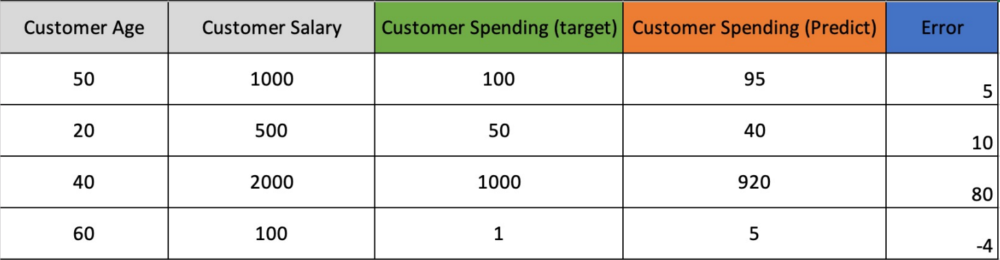 Customer Age Customer Salary Customer Spending (target) Customer Spending (Predict) Error
50 1000 100 95 5
20 500 50 40 10
40 2000 1000 920 80
60 100 1 5 -4